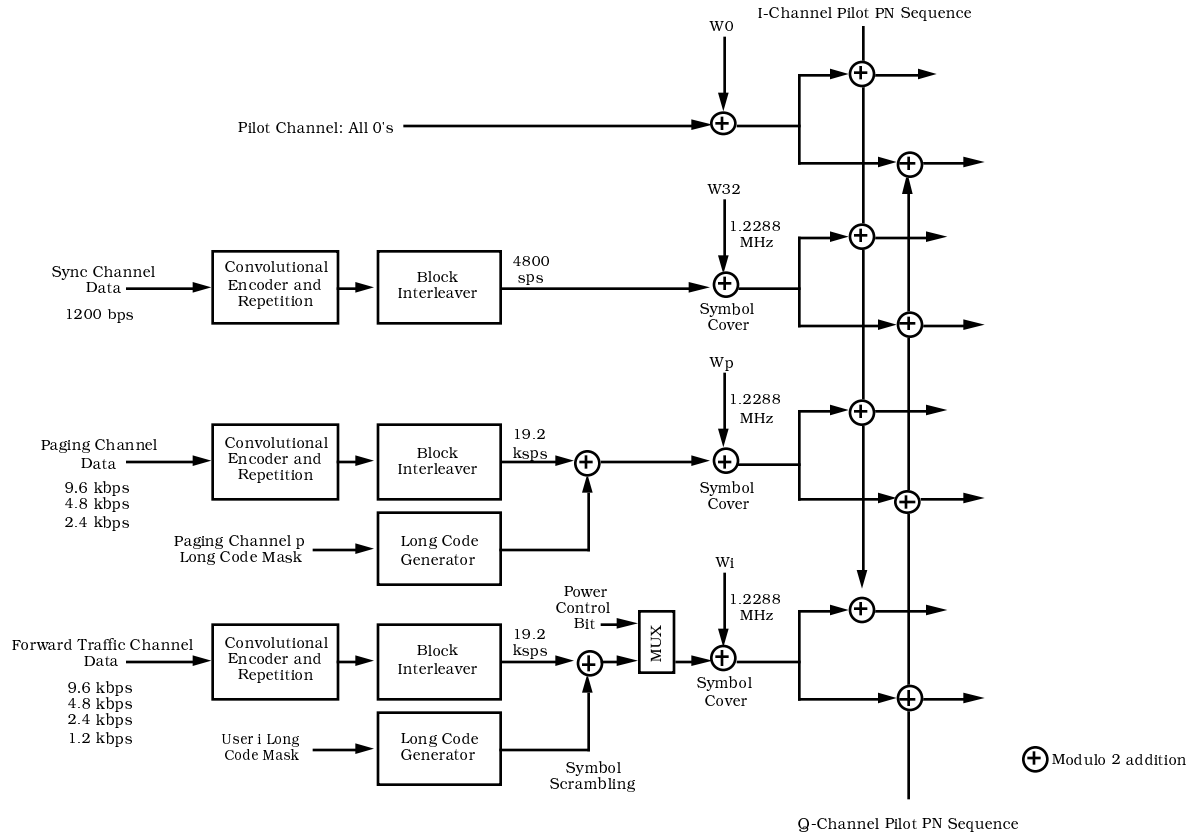 I-Channel Pilot PN Sequence
W0
Pilot Channel: All 0's
W32
1.2288
MHz
Sync Channel
Data
1200 bps
Convolutional
Encoder and
Repetition
Block
Interleaver
4800
sps
Symbol
Cover
Wp
1.2288
MHz
Paging Channel
Data
9.6 kbps
4.8 kbps
2.4 kbps
Convolutional
Encoder and
Repetition
Block
Interleaver
19.2
ksps
Symbol
Cover
Paging Channel p
Long Code Mask
Long Code
Generator
Wi
1.2288
MHz
Power
Control
Bit
MUX
Forward Traffic Channel
Data
9.6 kbps
4.8 kbps
2.4 kbps
1.2 kbps
Convolutional
Encoder and
Repetition
Block
Interleaver
19.2
ksps
Symbol
Cover
User i Long
Code Mask
Long Code
Generator
Symbol
Scrambling
Modulo 2 addition
Q-Channel Pilot PN Sequence